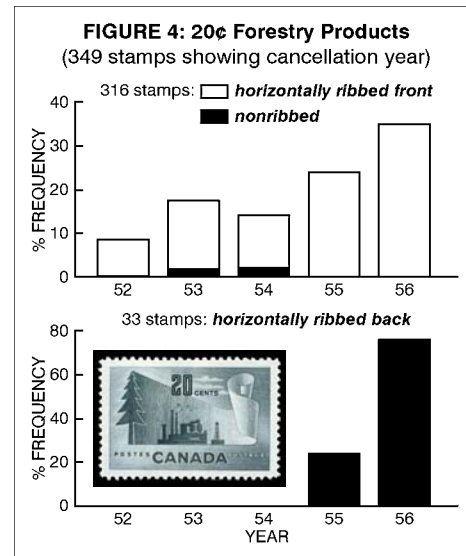 FIGURE 4: 20¢ Forestry Products
(349 stamps showing cancellation year)
316 stamps: horizontally ribbed front
nonribbed
% FREQUENCY
40
30
20
10
0
52 53 54 55 56
33 stamps: horizontally ribbed back
% FREQUENCY
80
60
40
20
0
20
CENTS
POSTES CANADA POSTAGE
52 53 54 55 56
YEAR